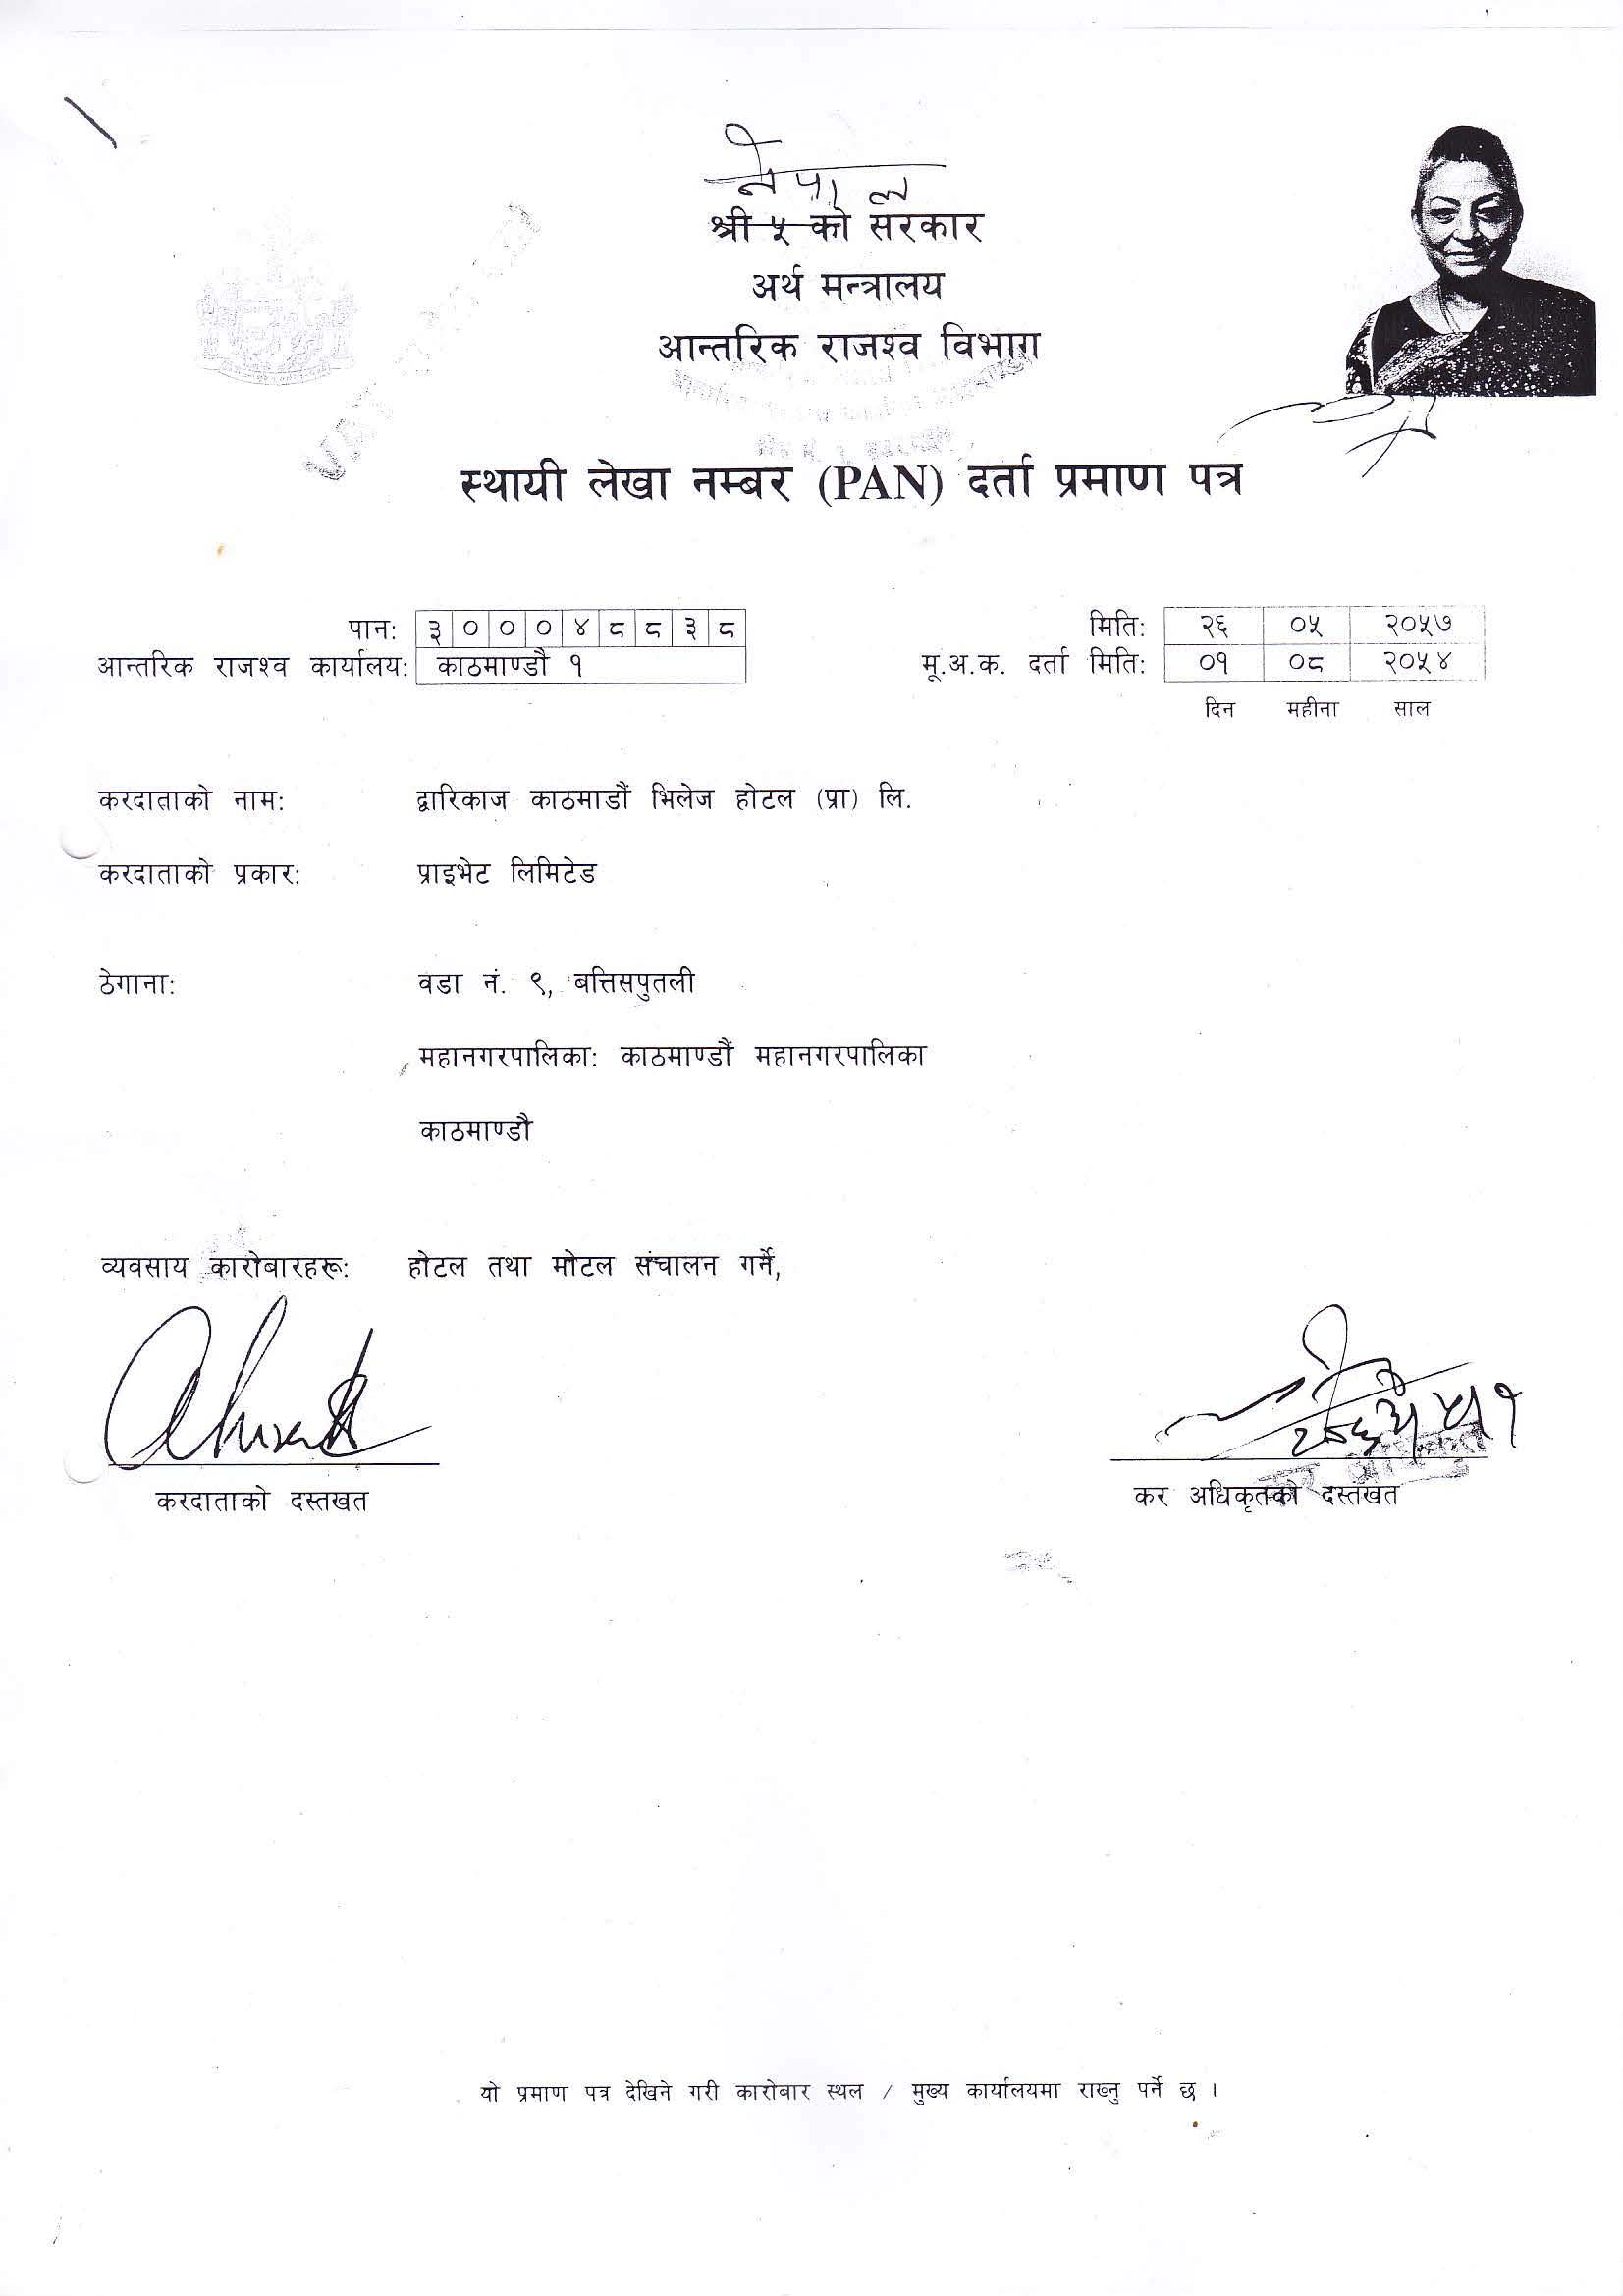 नेपाल
श्री ५ को सरकार
अर्थ मन्त्रालय
आन्तरिक राजश्व विभाग
स्थायी लेखा नम्बर (PAN) दर्ता प्रमाण पत्र
पान: ३ ० ० ० ४ ८ ८ ३ ८ मिति: २६ ०५ २०५७
आन्तरिक राजश्व कार्यालय: काठमाण्डौ १ मू.अ.क. दर्ता मिति: ०१ ०८ २०५४
दिन महीना साल
करदाताको नाम: द्वारिकाज काठमाडौं भिलेज होटल (प्रा) लि.
करदाताको प्रकार: प्राइभेट लिमिटेड
ठेगाना: वडा नं. ९, बत्तिसपुतली
महानगरपालिका: काठमाण्डौं महानगरपालिका
काठमाण्डौ
व्यवसाय कारोबारहरू: होटल तथा मोटल संचालन गर्ने,
करदाताको दस्तखत कर अधिकृतको दस्तखत
यो प्रमाण पत्र देखिने गरी कारोबार स्थल / मुख्य कार्यालयमा राख्नु पर्ने छ ।